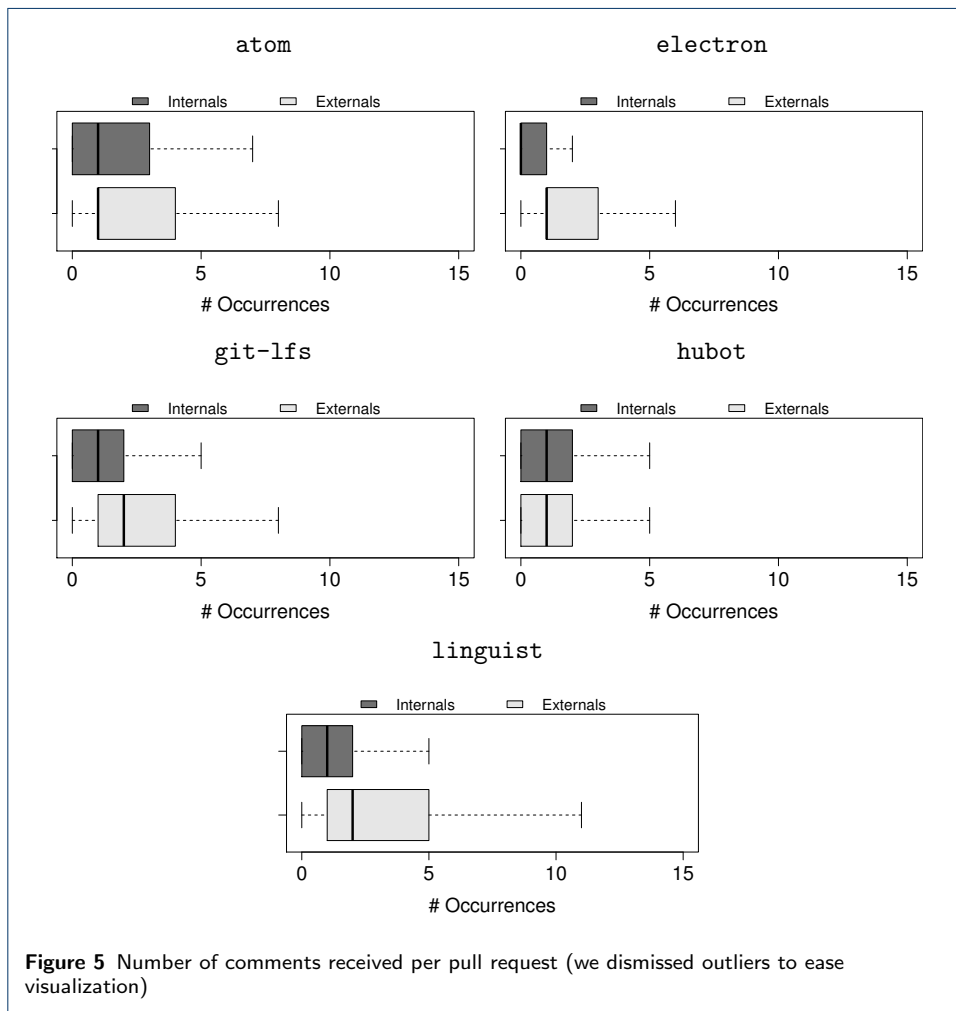 atom
Internals Externals
0 5 10 15
# Occurrences
electron
Internals Externals
0 5 10 15
# Occurrences
git-lfs
Internals Externals
0 5 10 15
# Occurrences
hubot
Internals Externals
0 5 10 15
# Occurrences
linguist
Internals Externals
0 5 10 15
# Occurrences
Figure 5 Number of comments received per pull request (we dismissed outliers to ease
visualization)